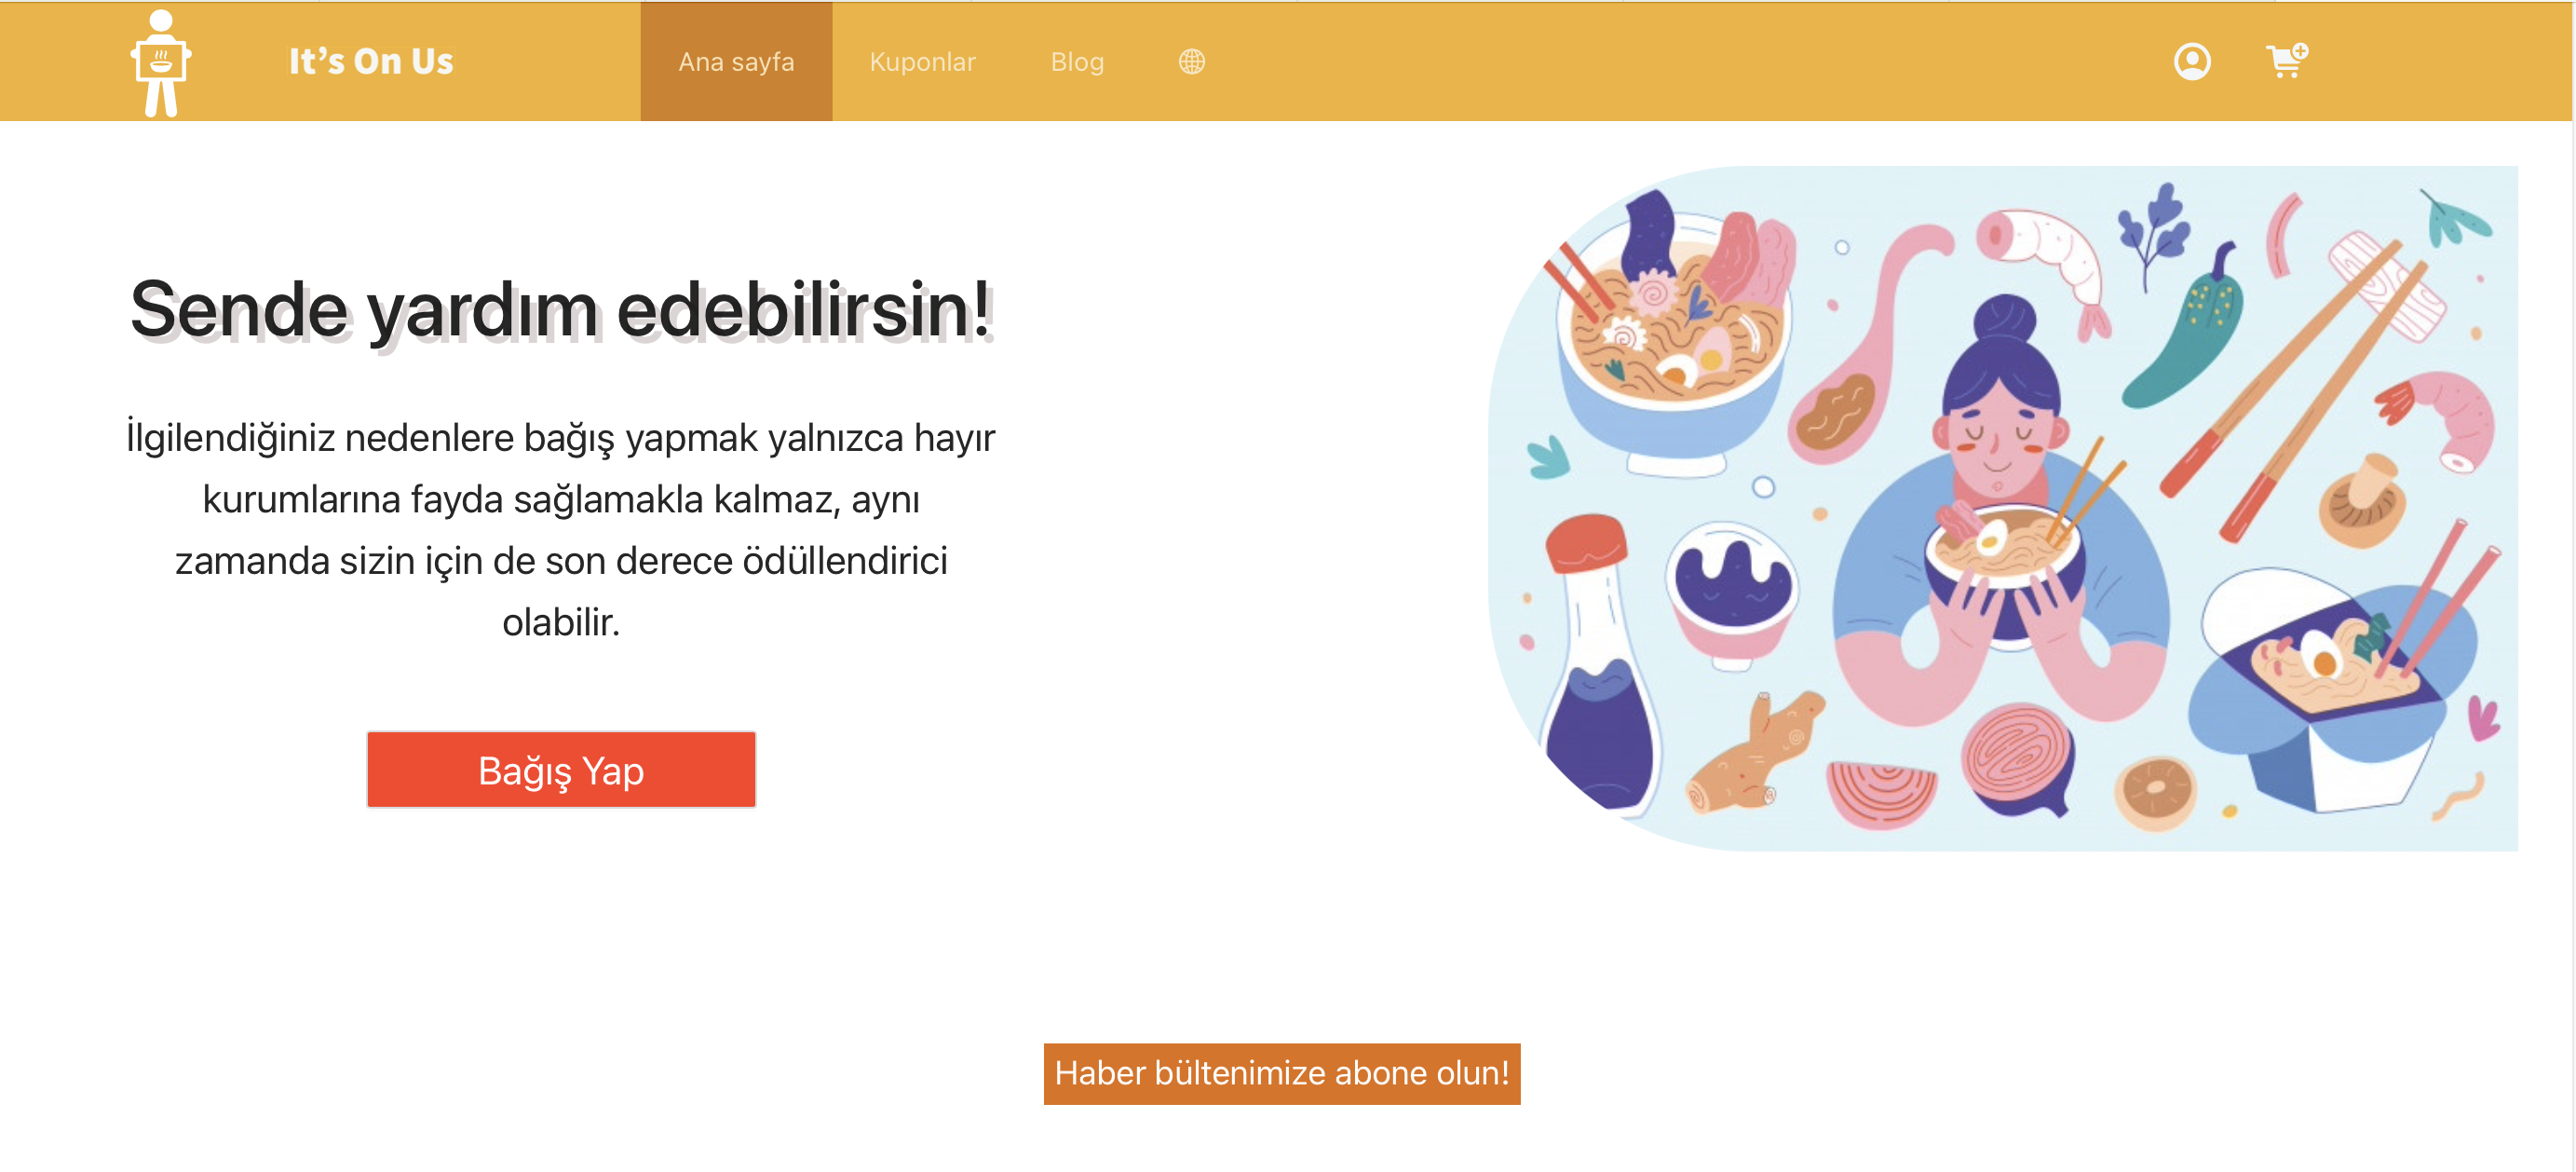 It's On Us
Ana sayfa
Kuponlar
Blog
Sende yardım edebilirsin!
İlgilendiğiniz nedenlere bağış yapmak yalnızca hayır
kurumlarına fayda sağlamakla kalmaz, aynı
zamanda sizin için de son derece ödüllendirici
olabilir.
Bağış Yap
Haber bültenimize abone olun!